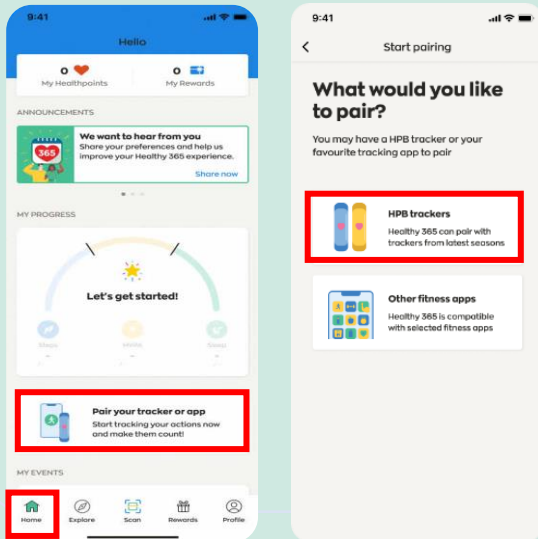 9:41
Hello
0
0
My Healthpoints
My Rewards
ANNOUNCEMENTS
365
We want to hear from you
Share your preferences and help us
improve your Healthy 365 experience.
Share now
MY PROGRESS
Let's get started!
Steps
MVPA
Sleep
Pair your tracker or app
Start tracking your actions now
and make them count!
MY EVENTS
Home
Explore
Scan
Rewards
Profile
9:41
Start pairing
What would you like
to pair?
You may have a HPB tracker or your
favourite tracking app to pair
HPB trackers
Healthy 365 can pair with
trackers from latest seasons
Other fitness apps
Healthy 365 is compatible
with selected fitness apps